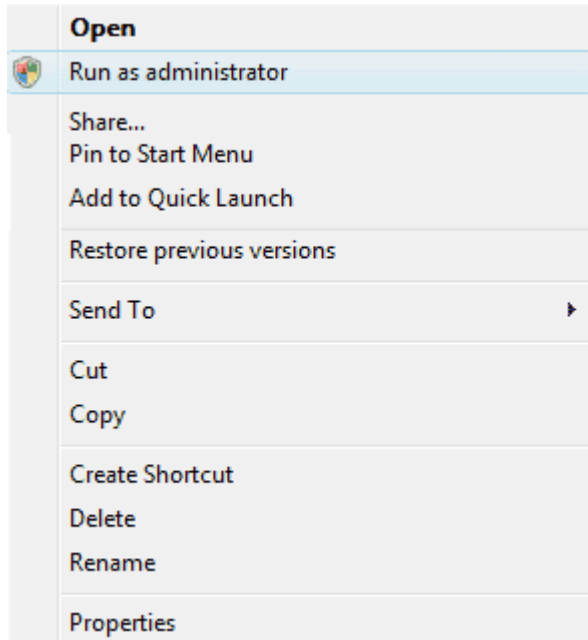 Open
Run as administrator
Share...
Pin to Start Menu
Add to Quick Launch
Restore previous versions
Send To
Cut
Copy
Create Shortcut
Delete
Rename
Properties